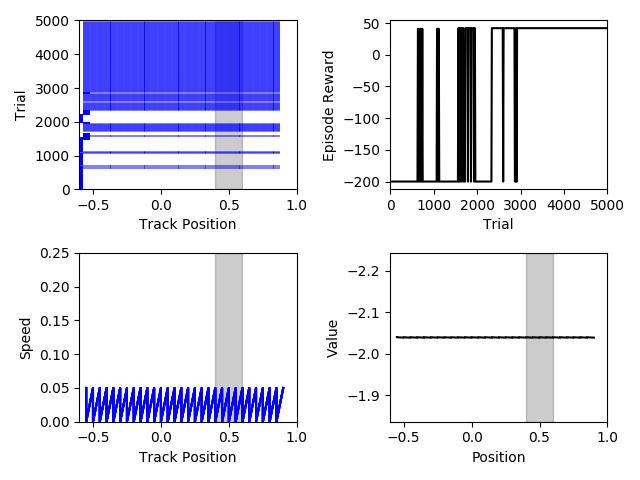 5000
4000
3000
2000
1000
0
Trial
−0.5 0.0 0.5 1.0
Track Position
50
0
−50
−100
−150
−200
Episode Reward
0 1000 2000 3000 4000 5000
Trial
0.25
0.20
0.15
0.10
0.05
0.00
Speed
−0.5 0.0 0.5 1.0
Track Position
−2.2
−2.1
−2.0
−1.9
Value
−0.5 0.0 0.5 1.0
Position